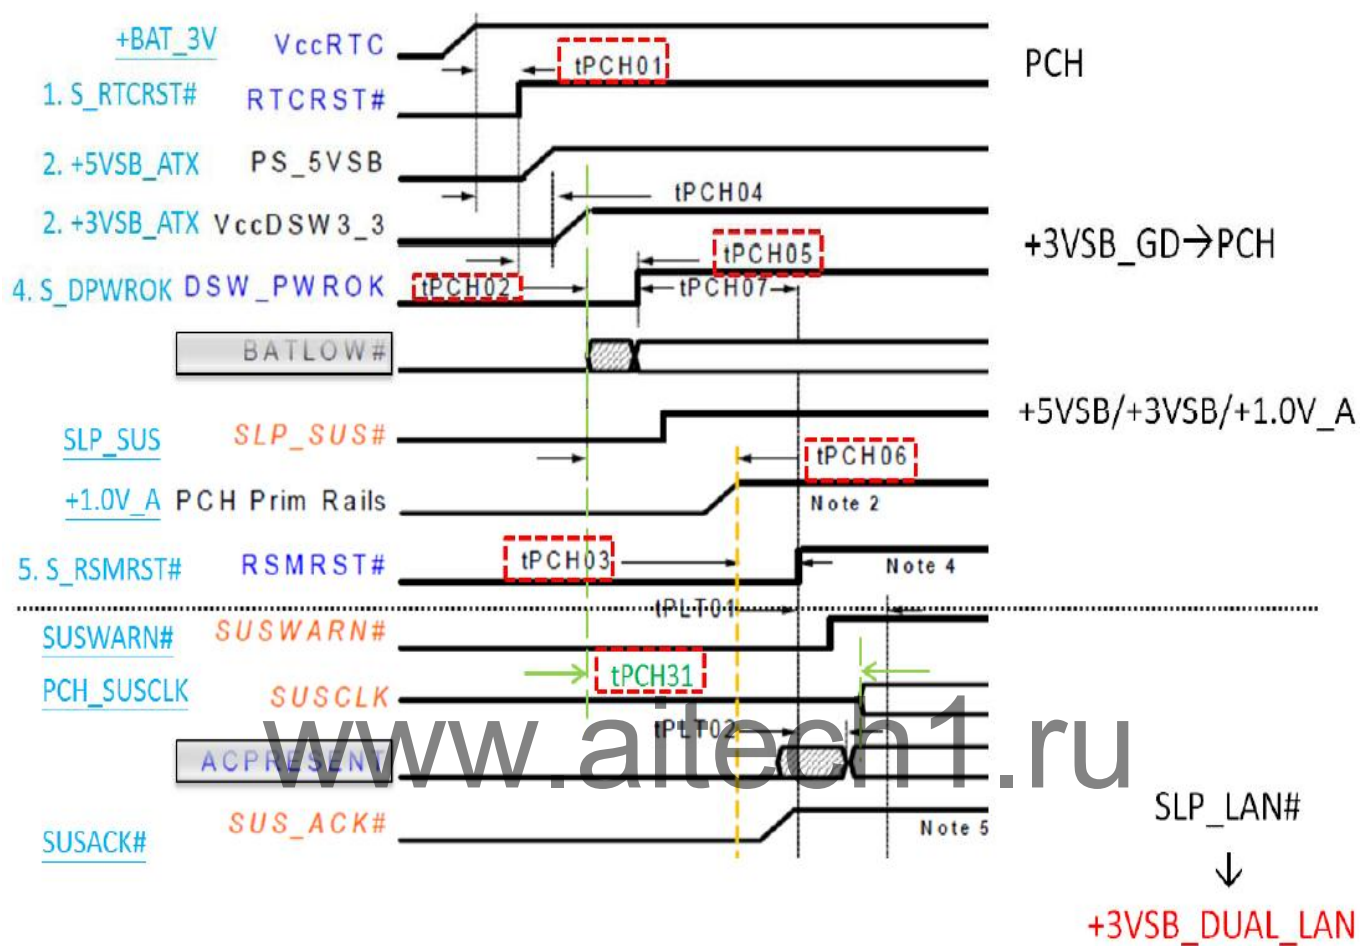 +BAT_3V VccRTC
tPCH01
PCH
1. S_RTCRST# RTCRST#
2. +5VSB_ATX PS_5VSB
tPCH04
2. +3VSB_ATX VccDSW3_3
tPCH05
+3VSB_GD→PCH
4. S_DPWROK DSW_PWROK tPCH02 tPCH07
BATLOW#
+5VSB/+3VSB/+1.0V_A
SLP_SUS SLP_SUS#
tPCH06
+1.0V_A PCH Prim Rails Note 2
5. S_RSMRST# RSMRST# tPCH03 Note 4
tPLT01
SUSWARN# SUSWARN#
tPCH31
PCH_SUSCLK SUSCLK
tPLT02
www.aitech1.ru
ACPRESENT
SLP_LAN#
SUSACK# SUS_ACK# Note 5
↓
+3VSB_DUAL_LAN